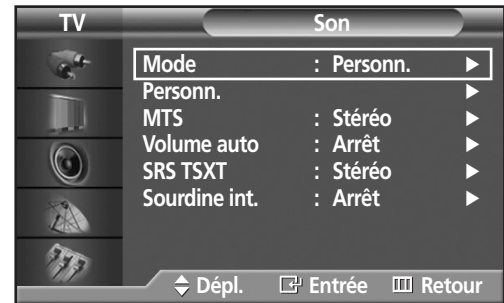 TV Son
Mode : Personn. ▶
Personn. ▶
MTS : Stéréo ▶
Volume auto : Arrêt ▶
SRS TSXT : Stéréo ▶
Sourdine int. : Arrêt ▶
Dépl. Entrée Retour